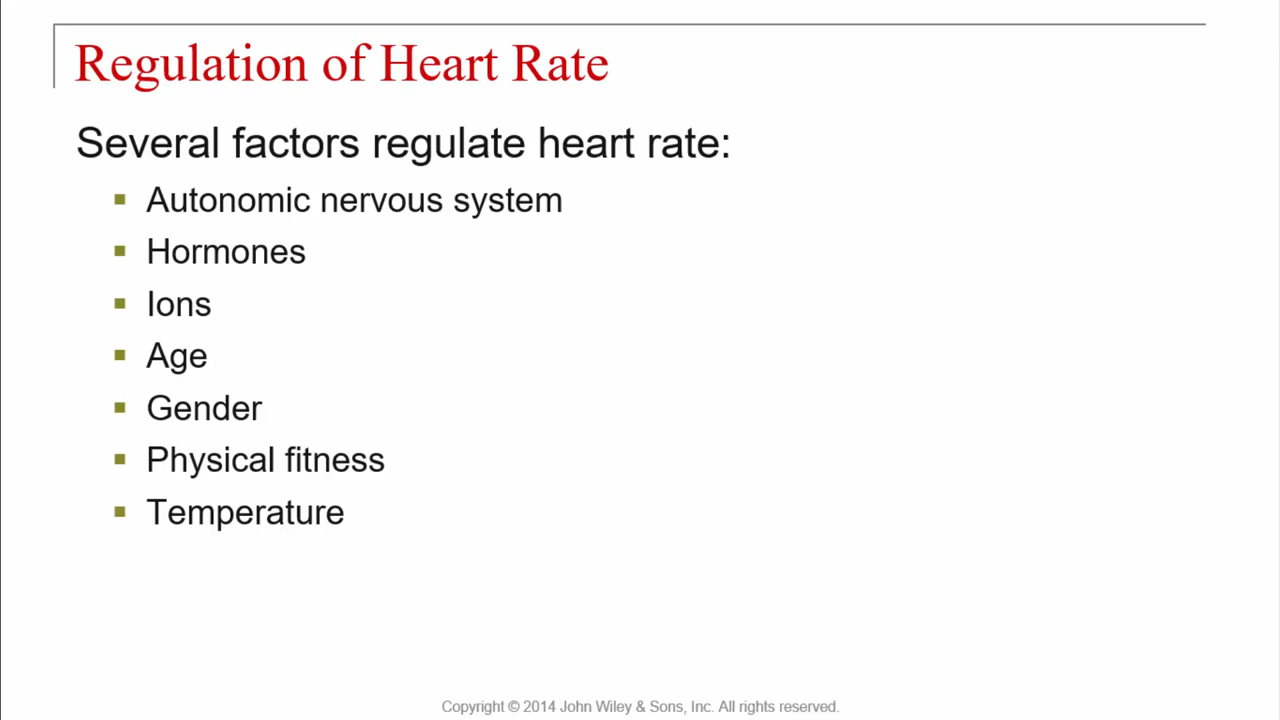 Regulation of Heart Rate
Several factors regulate heart rate:
Autonomic nervous system
Hormones
Ions
Age
Gender
Physical fitness
Temperature
Copyright © 2014 John Wiley & Sons, Inc. All rights reserved.